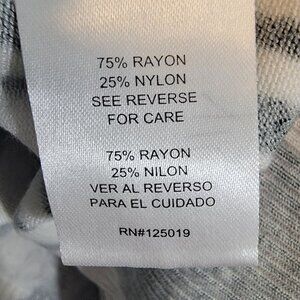 75% RAYON
25% NYLON
SEE REVERSE
FOR CARE
75% RAYON
25% NILON
VER AL REVERSO
PARA EL CUIDADO
RN#125019